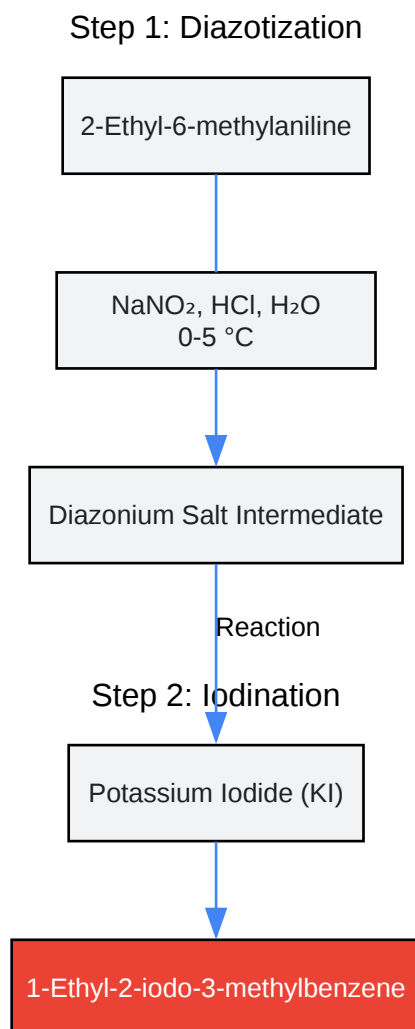 Step 1: Diazotization
2-Ethyl-6-methylaniline
NaNO₂, HCl, H₂O
0-5 °C
Diazonium Salt Intermediate
Reaction
Step 2: Iodination
Potassium Iodide (KI)
1-Ethyl-2-iodo-3-methylbenzene